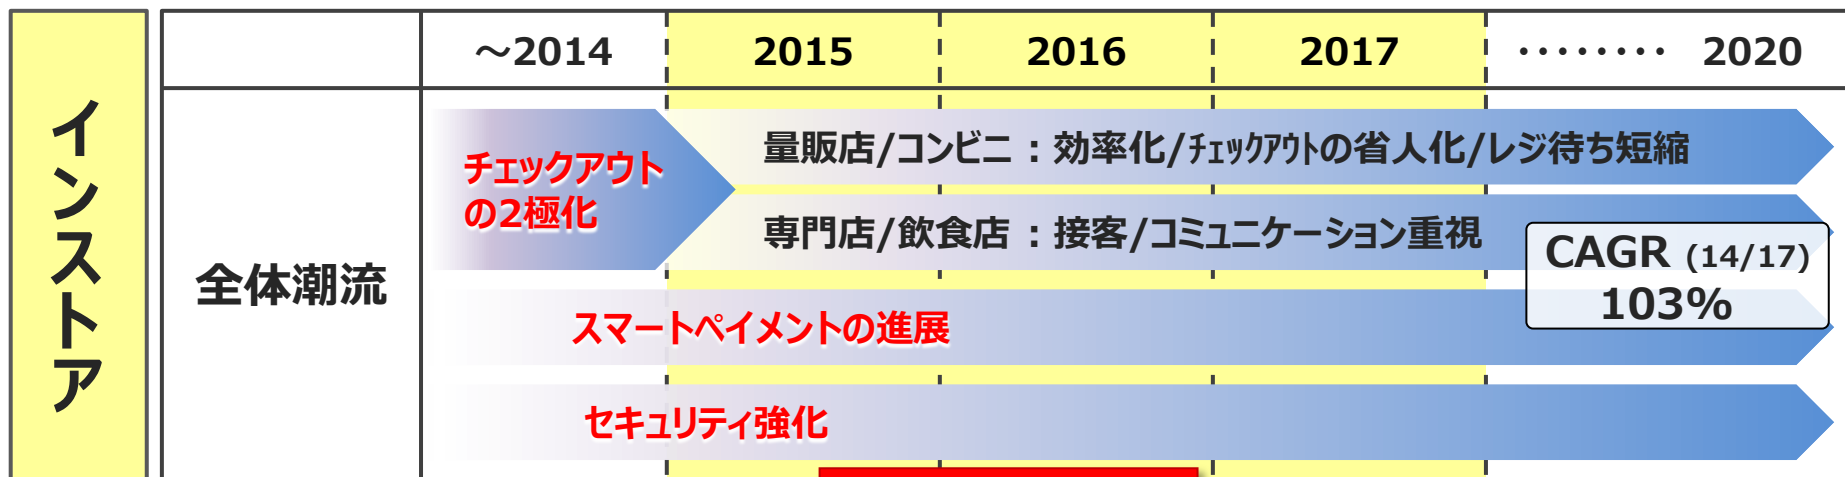 インストア
～2014 2015 2016 2017 ‥‥‥‥ 2020
全体潮流
チェックアウト
の2極化
量販店/コンビニ：効率化/ﾁｪｯｸｱｳﾄの省人化/レジ待ち短縮
専門店/飲食店：接客/コミュニケーション重視
CAGR (14/17)
103%
スマートペイメントの進展
セキュリティ強化